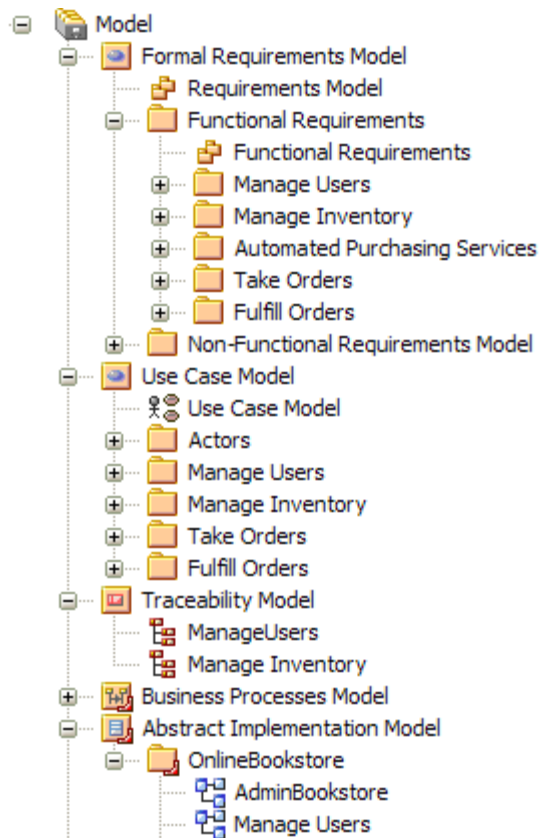 Model
Formal Requirements Model
Requirements Model
Functional Requirements
Functional Requirements
Manage Users
Manage Inventory
Automated Purchasing Services
Take Orders
Fulfill Orders
Non-Functional Requirements Model
Use Case Model
Use Case Model
Actors
Manage Users
Manage Inventory
Take Orders
Fulfill Orders
Traceability Model
ManageUsers
Manage Inventory
Business Processes Model
Abstract Implementation Model
OnlineBookstore
AdminBookstore
Manage Users